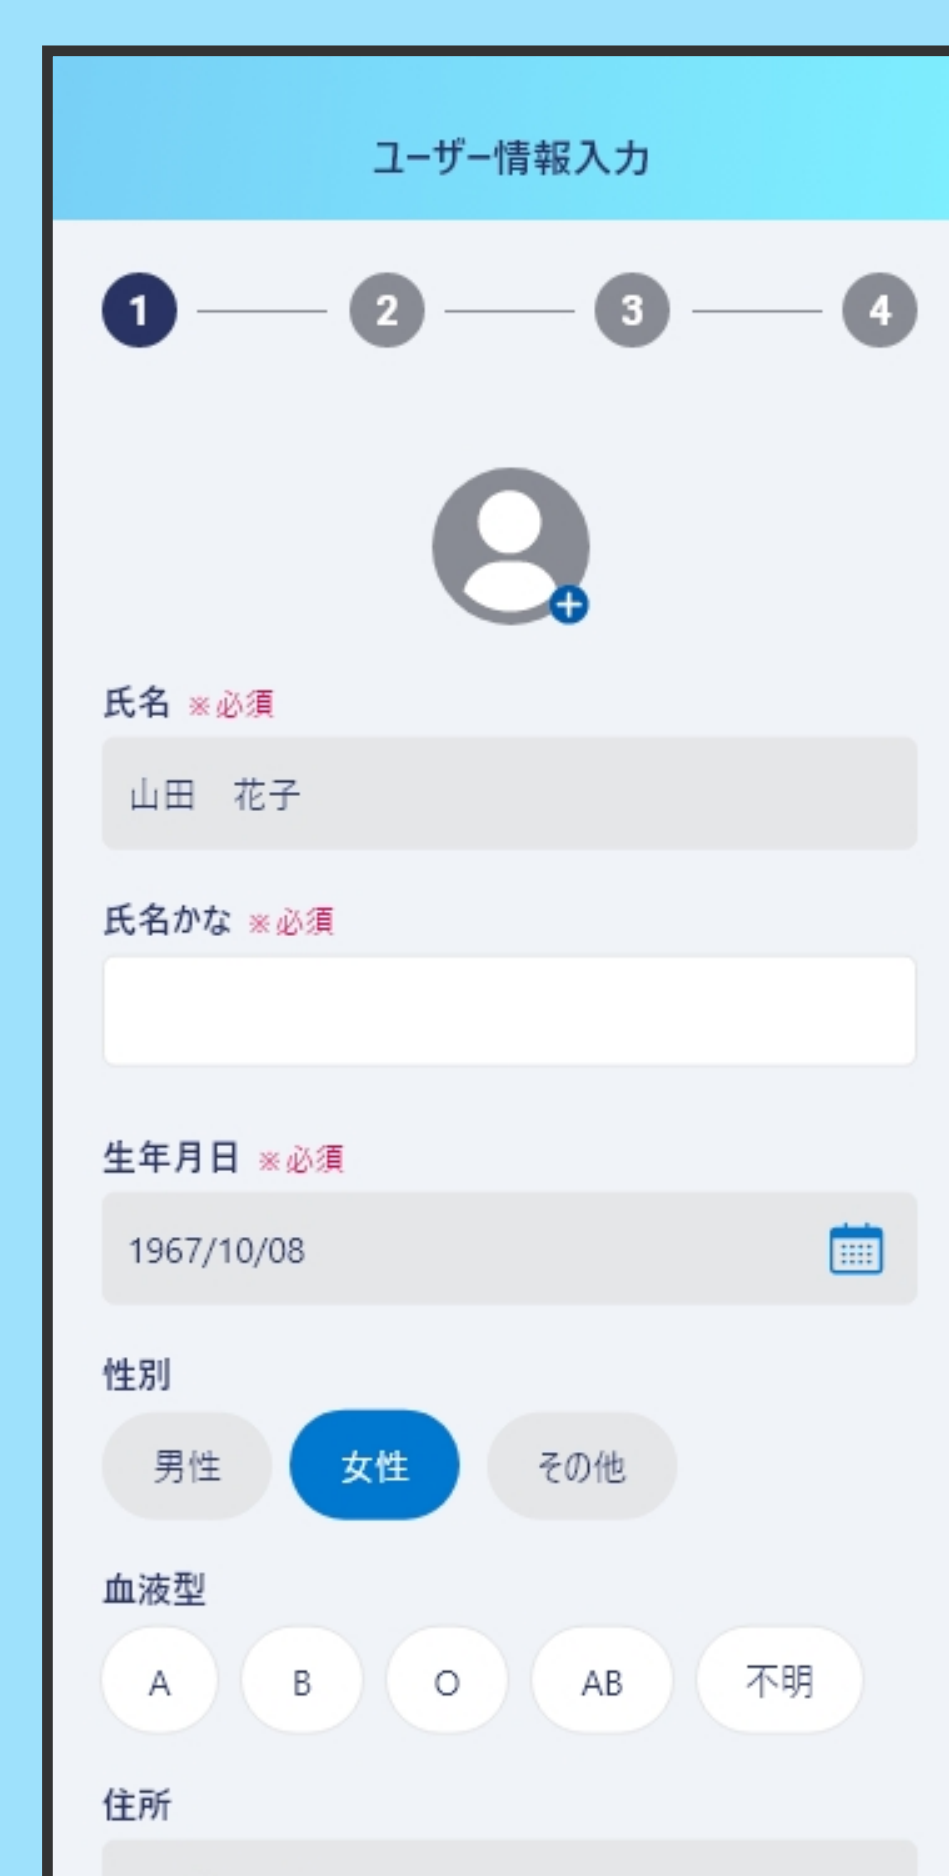 ユーザー情報入力
1 2 3 4
氏名 ※必須
山田　花子
氏名かな ※必須
生年月日 ※必須
1967/10/08
性別
男性 女性 その他
血液型
A B O AB 不明
住所